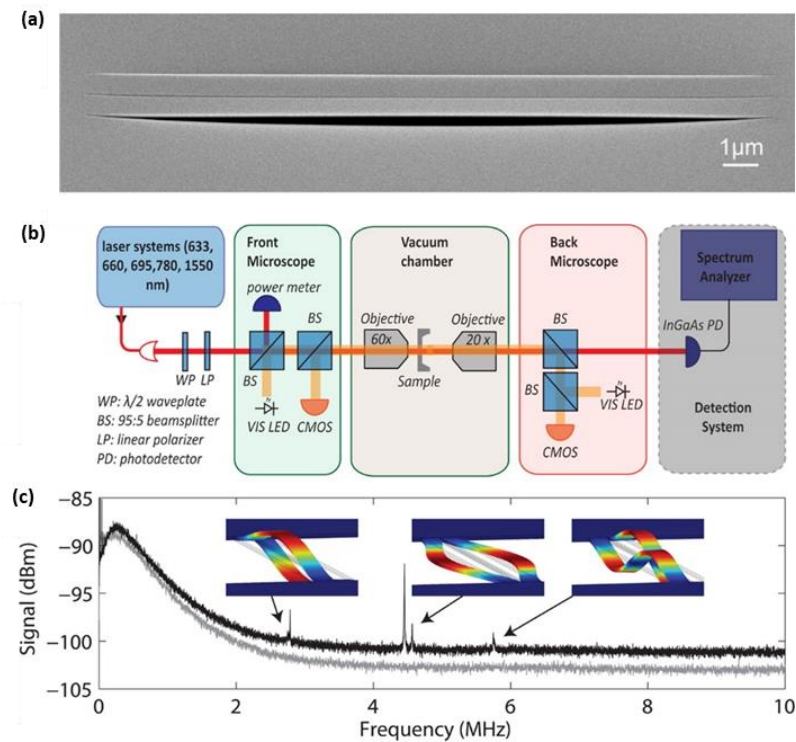 (a)
1μm
(b)
laser systems (633,
660, 695,780, 1550
nm)
WP LP
WP: λ/2 waveplate
BS: 95:5 beamsplitter
LP: linear polarizer
PD: photodetector
Front
Microscope
power meter
BS
BS
VIS LED
CMOS
Vacuum
chamber
Objective
60x
Objective
20 x
Sample
Back
Microscope
BS
BS
VIS LED
CMOS
Spectrum
Analyzer
InGaAs PD
Detection
System
(c)
Signal (dBm)
−85
−90
−95
−100
−105
0 2 4 6 8 10
Frequency (MHz)